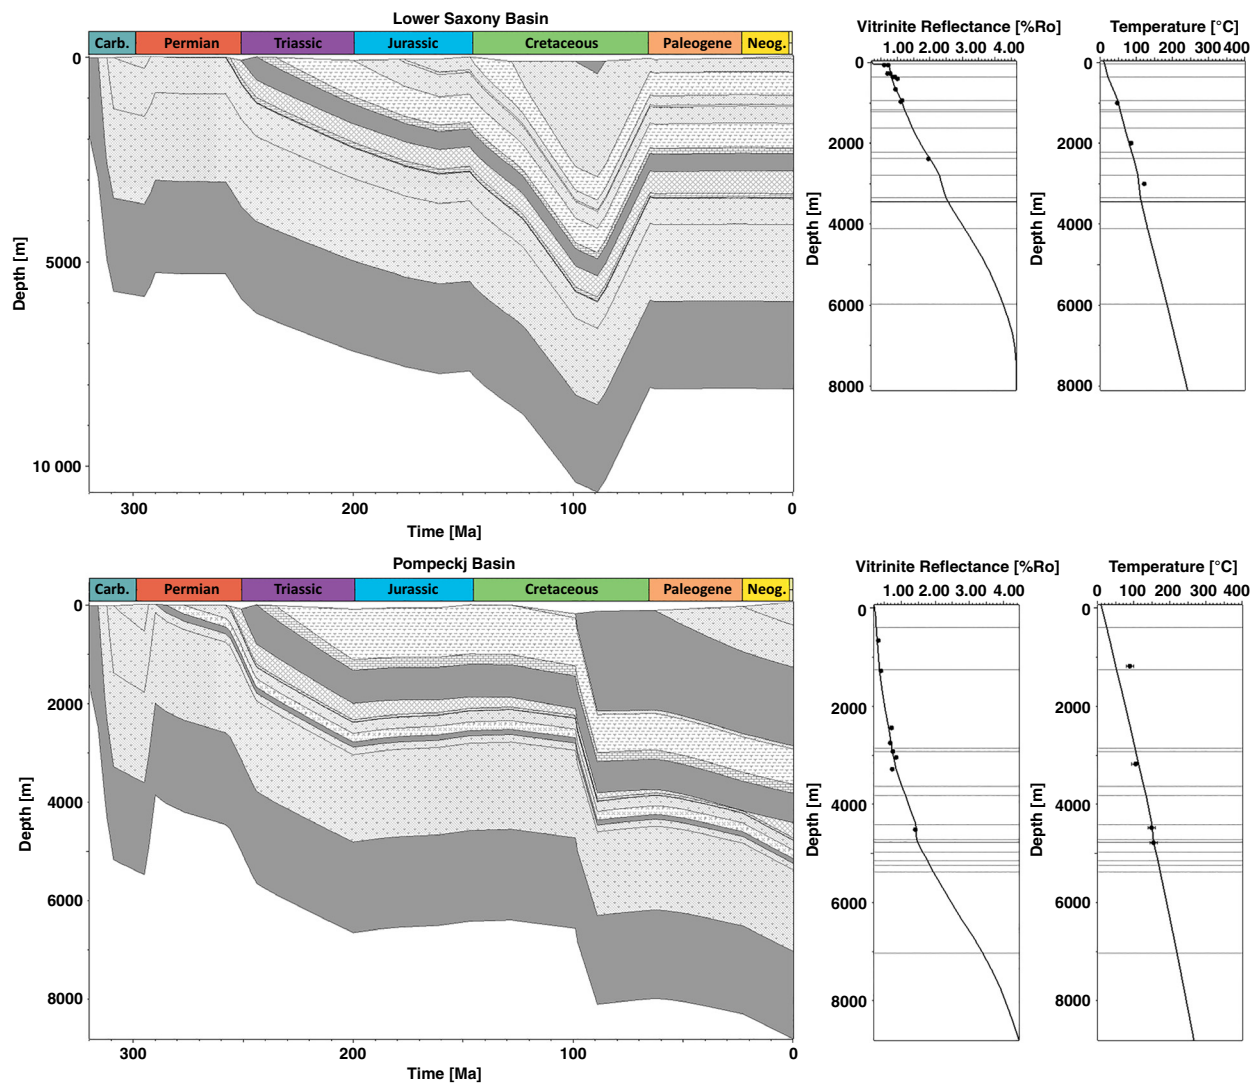 Lower Saxony Basin
Carb. Permian Triassic Jurassic Cretaceous Paleogene Neog.
0
5000
10 000
Depth [m]
300 200 100 0
Time [Ma]
Vitrinite Reflectance [%Ro]
1.00 2.00 3.00 4.00
0
2000
4000
6000
8000
Depth [m]
Temperature [°C]
0 100 200 300 400
0
2000
4000
6000
8000
Depth [m]
Pompeckj Basin
Carb. Permian Triassic Jurassic Cretaceous Paleogene Neog.
0
2000
4000
6000
8000
Depth [m]
300 200 100 0
Time [Ma]
Vitrinite Reflectance [%Ro]
1.00 2.00 3.00 4.00
0
2000
4000
6000
8000
Depth [m]
Temperature [°C]
0 100 200 300 400
0
2000
4000
6000
8000
Depth [m]